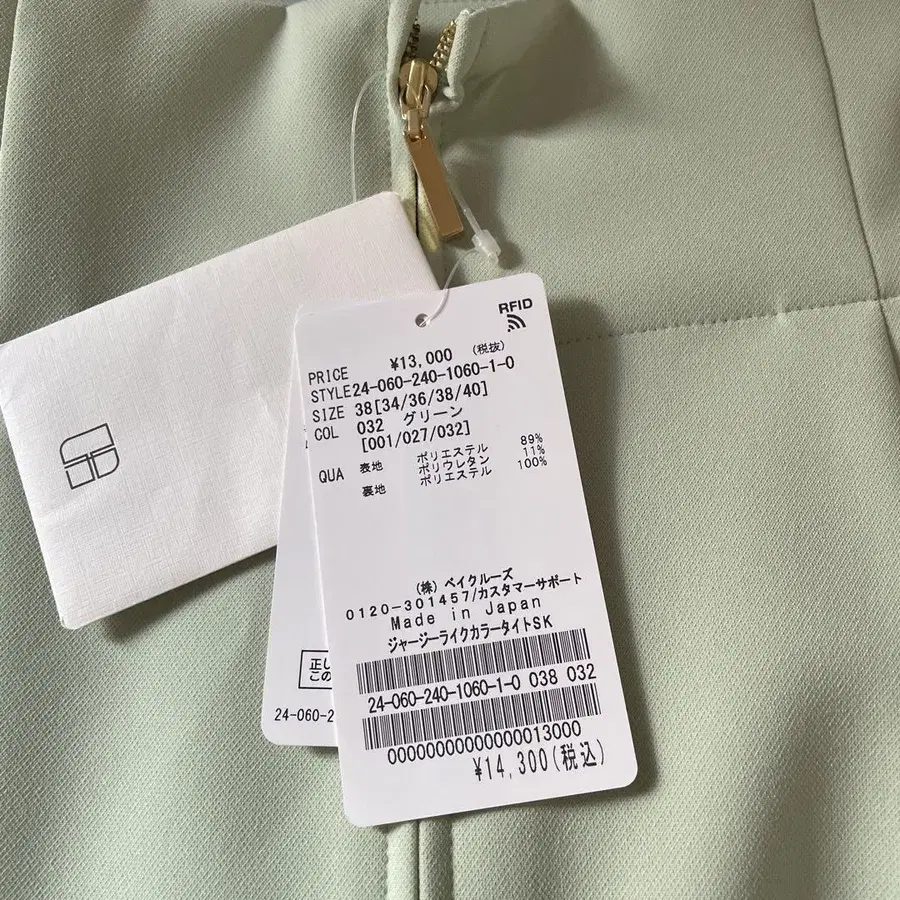 RFID
PRICE ¥13,000 (税抜)
STYLE 24-060-240-1060-1-0
SIZE 38[34/36/38/40]
COL 032 グリーン
[001/027/032]
QUA 表地 ポリエステル 89%
ポリウレタン 11%
裏地 ポリエステル 100%
(株) ベイクルーズ
0120-301457/カスタマーサポート
Made in Japan
ジャージーライクカラータイトSK
24-060-240-1060-1-0 038 032
00000000000000013000
¥14,300(税込)
正し
この
24-060-2